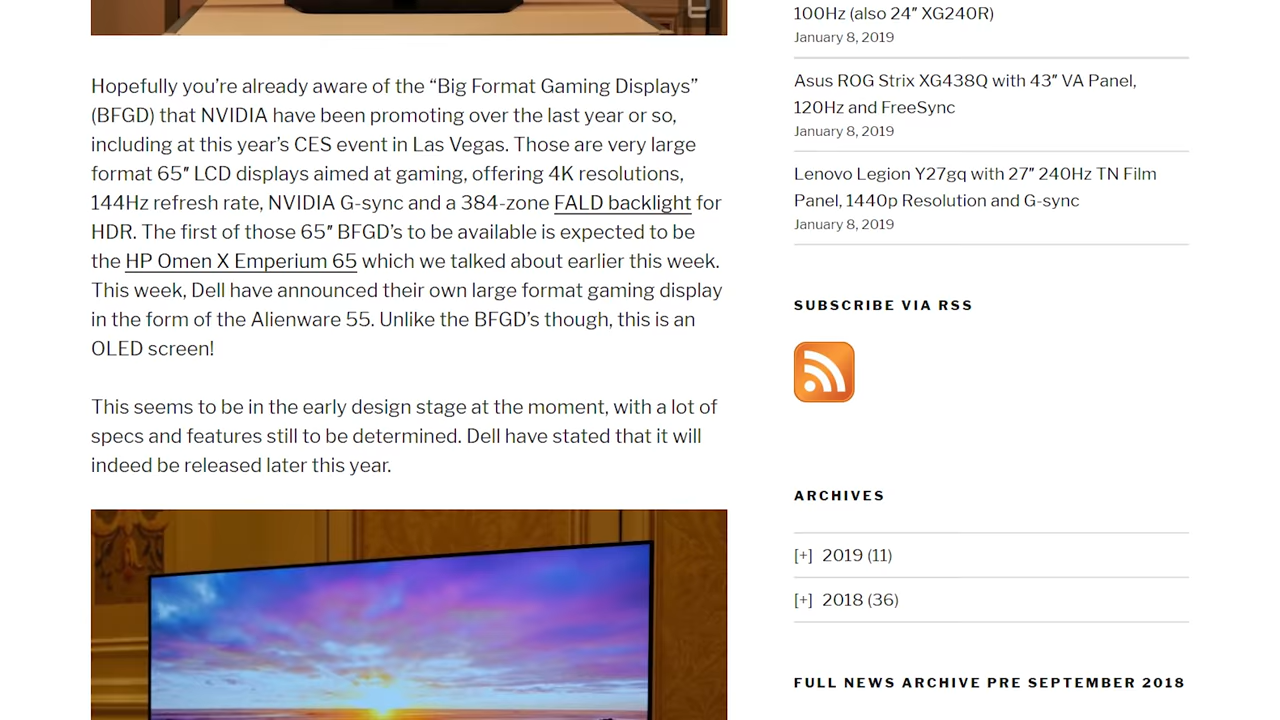 Hopefully you’re already aware of the “Big Format Gaming Displays”
(BFGD) that NVIDIA have been promoting over the last year or so,
including at this year’s CES event in Las Vegas. Those are very large
format 65″ LCD displays aimed at gaming, offering 4K resolutions,
144Hz refresh rate, NVIDIA G-sync and a 384-zone FALD backlight for
HDR. The first of those 65″ BFGD’s to be available is expected to be
the HP Omen X Emperium 65 which we talked about earlier this week.
This week, Dell have announced their own large format gaming display
in the form of the Alienware 55. Unlike the BFGD’s though, this is an
OLED screen!
This seems to be in the early design stage at the moment, with a lot of
specs and features still to be determined. Dell have stated that it will
indeed be released later this year.
100Hz (also 24″ XG240R)
January 8, 2019
Asus ROG Strix XG438Q with 43″ VA Panel,
120Hz and FreeSync
January 8, 2019
Lenovo Legion Y27gq with 27″ 240Hz TN Film
Panel, 1440p Resolution and G-sync
January 8, 2019
SUBSCRIBE VIA RSS
ARCHIVES
[+] 2019 (11)
[+] 2018 (36)
FULL NEWS ARCHIVE PRE SEPTEMBER 2018